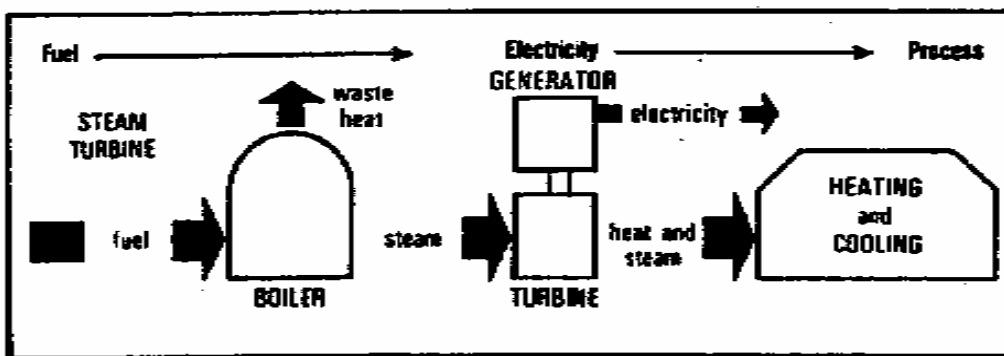 Fuel
Electricity
Process
GENERATOR
waste
heat
electricity
STEAM
TURBINE
HEATING
and
COOLING
fuel
steam
heat and
steam
BOILER
TURBINE